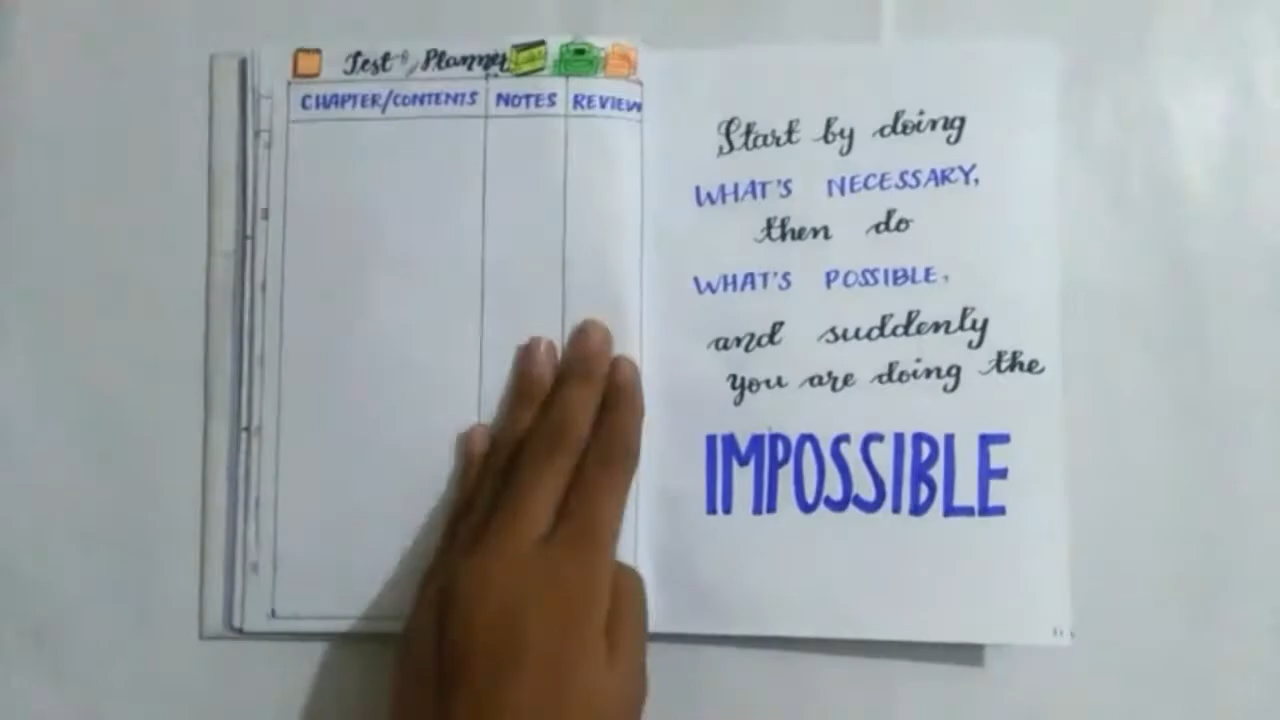 Test Planner
CHAPTER/CONTENTS NOTES REVIEW
Start by doing
WHAT'S NECESSARY,
then do
WHAT'S POSSIBLE,
and suddenly
you are doing the
IMPOSSIBLE